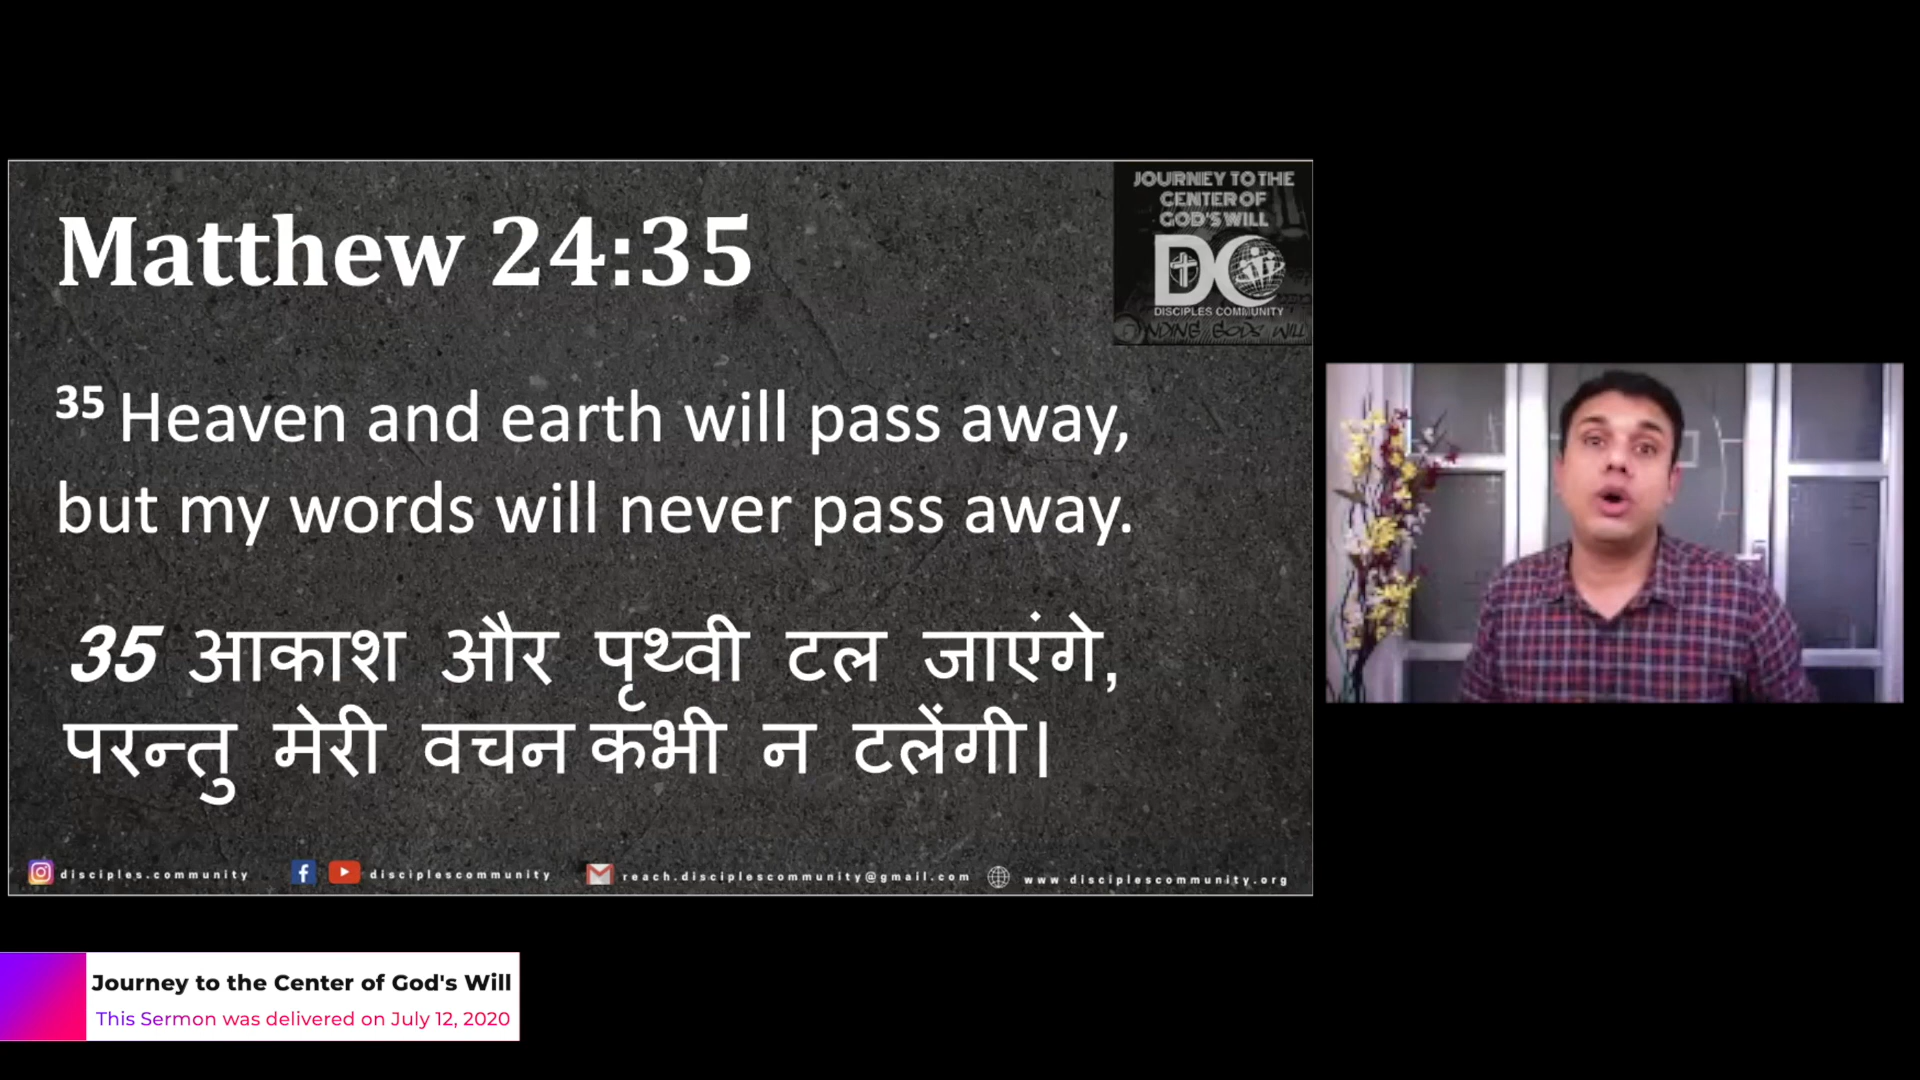 Matthew 24:35
JOURNEY TO THE
CENTER OF
GOD'S WILL
DC
DISCIPLES COMMUNITY
NDING GODS WILL
35 Heaven and earth will pass away,
but my words will never pass away.
35 आकाश और पृथ्वी टल जाएंगे,
परन्तु मेरी वचन कभी न टलेंगी।
disciples.community
disciplescommunity
reach.disciplescommunity@gmail.com
www disciplescommunity.org
Journey to the Center of God's Will
This Sermon was delivered on July 12, 2020